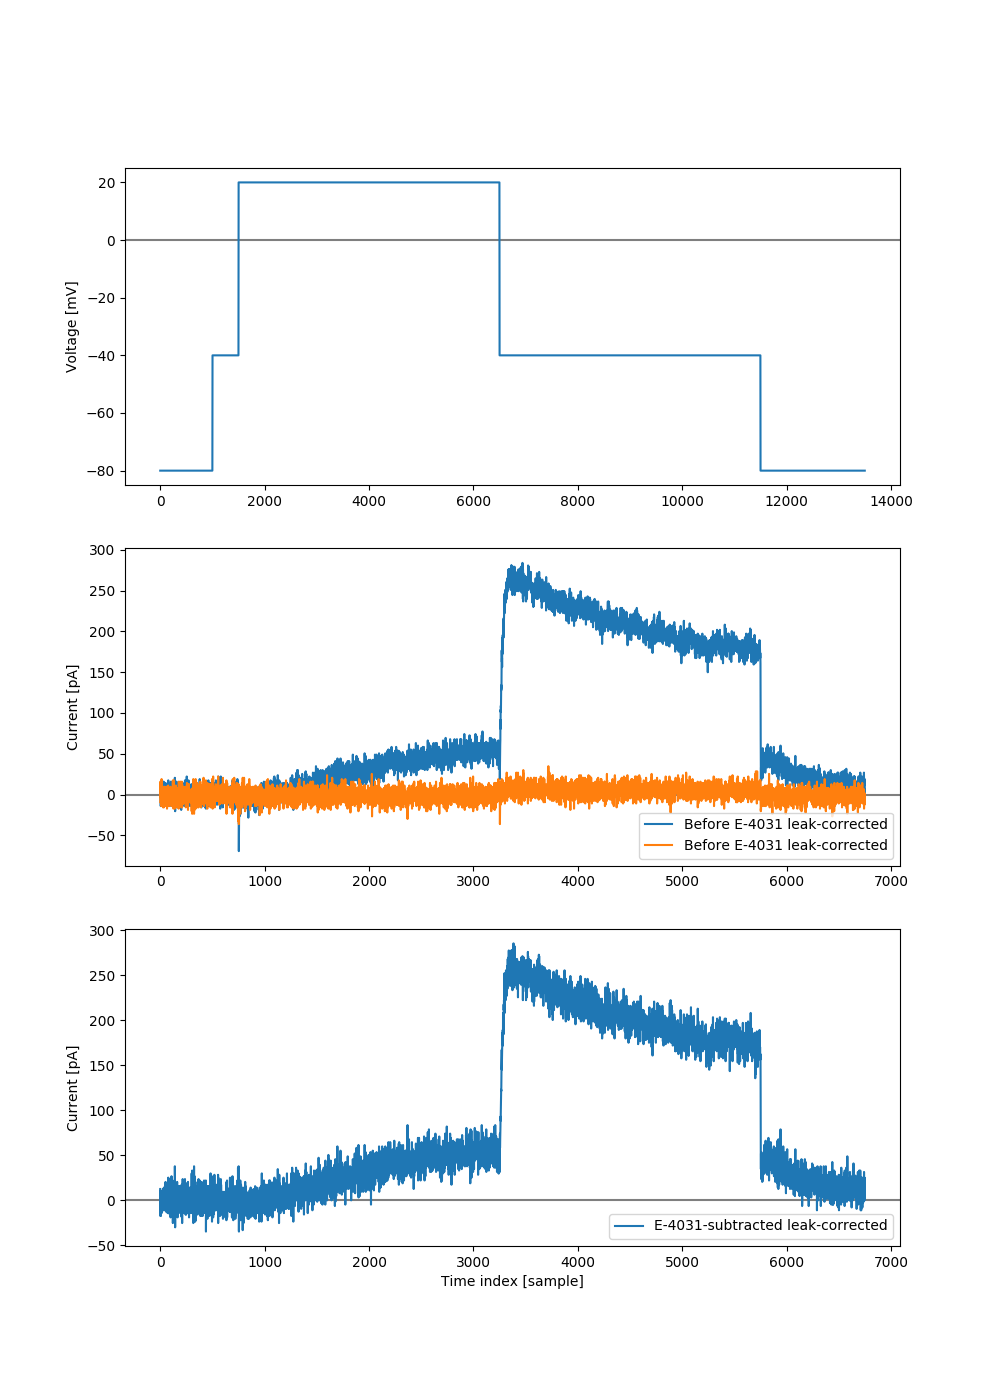 20
0
−20
−40
−60
−80
Voltage [mV]
0 2000 4000 6000 8000 10000 12000 14000
300
250
200
150
100
50
0
−50
Current [pA]
Before E-4031 leak-corrected
Before E-4031 leak-corrected
0 1000 2000 3000 4000 5000 6000 7000
300
250
200
150
100
50
0
−50
Current [pA]
E-4031-subtracted leak-corrected
0 1000 2000 3000 4000 5000 6000 7000
Time index [sample]